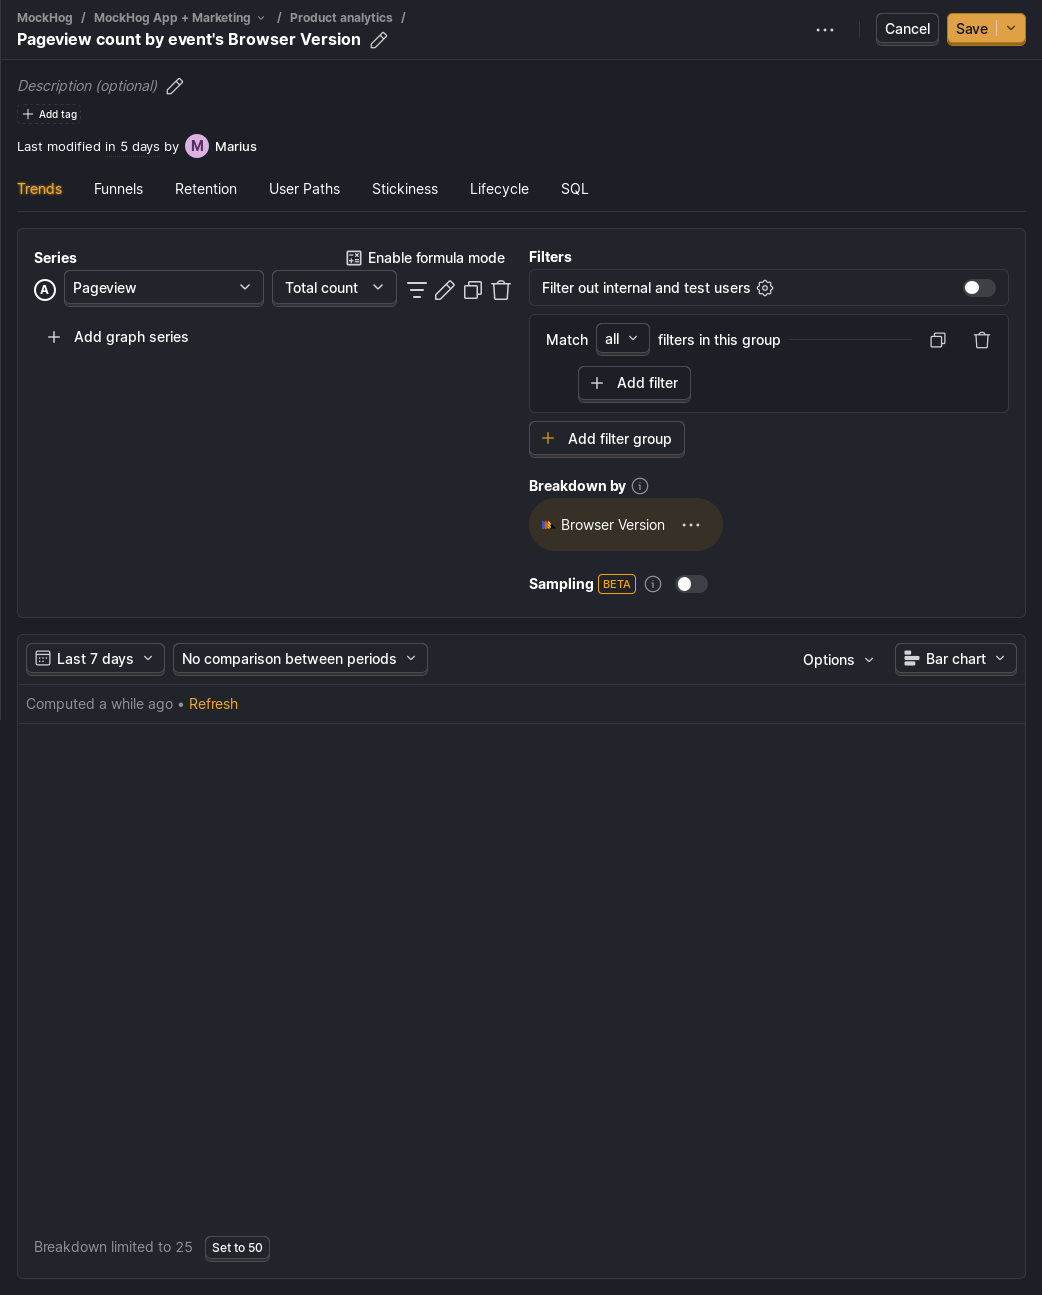 MockHog / MockHog App + Marketing / Product analytics /
Pageview count by event's Browser Version
Cancel
Save
Description (optional)
Add tag
Last modified in 5 days by M Marius
Trends Funnels Retention User Paths Stickiness Lifecycle SQL
Series
Enable formula mode
A Pageview Total count
Add graph series
Filters
Filter out internal and test users
Match all filters in this group
Add filter
Add filter group
Breakdown by
Browser Version
Sampling BETA
Last 7 days No comparison between periods Options Bar chart
Computed a while ago • Refresh
Breakdown limited to 25 Set to 50